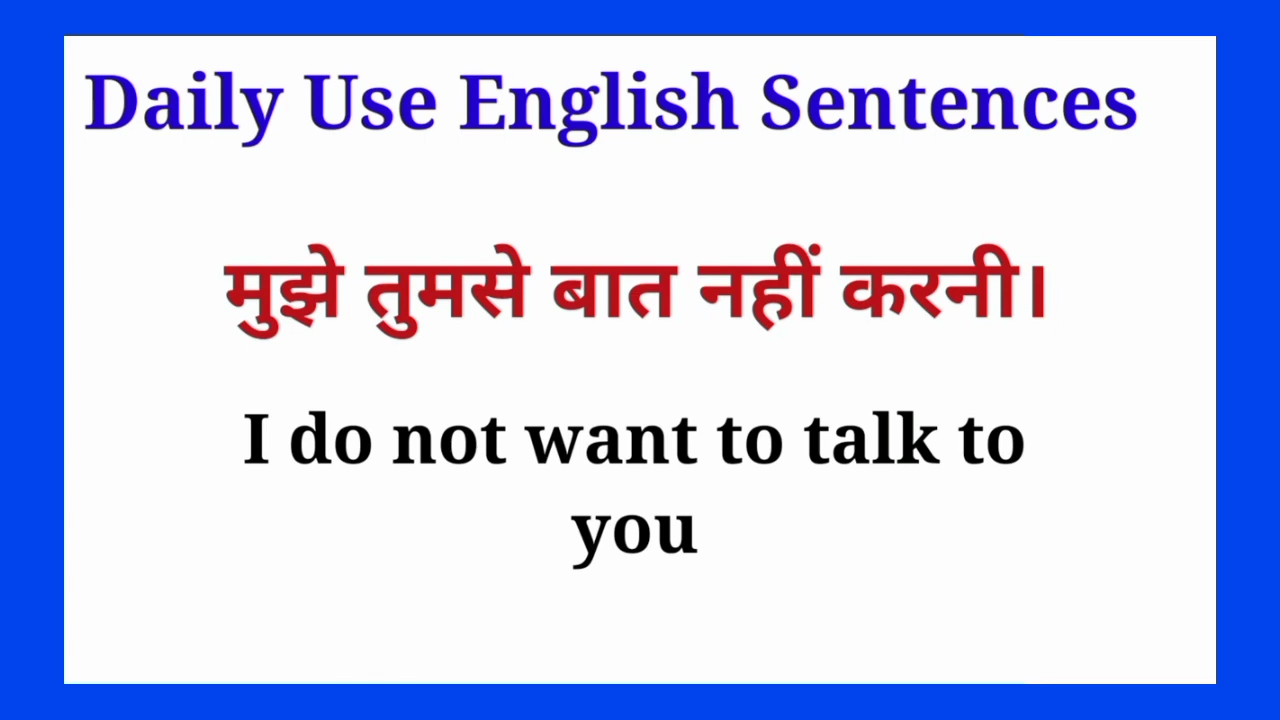 Daily Use English Sentences
मुझे तुमसे बात नहीं करनी।
I do not want to talk to
you